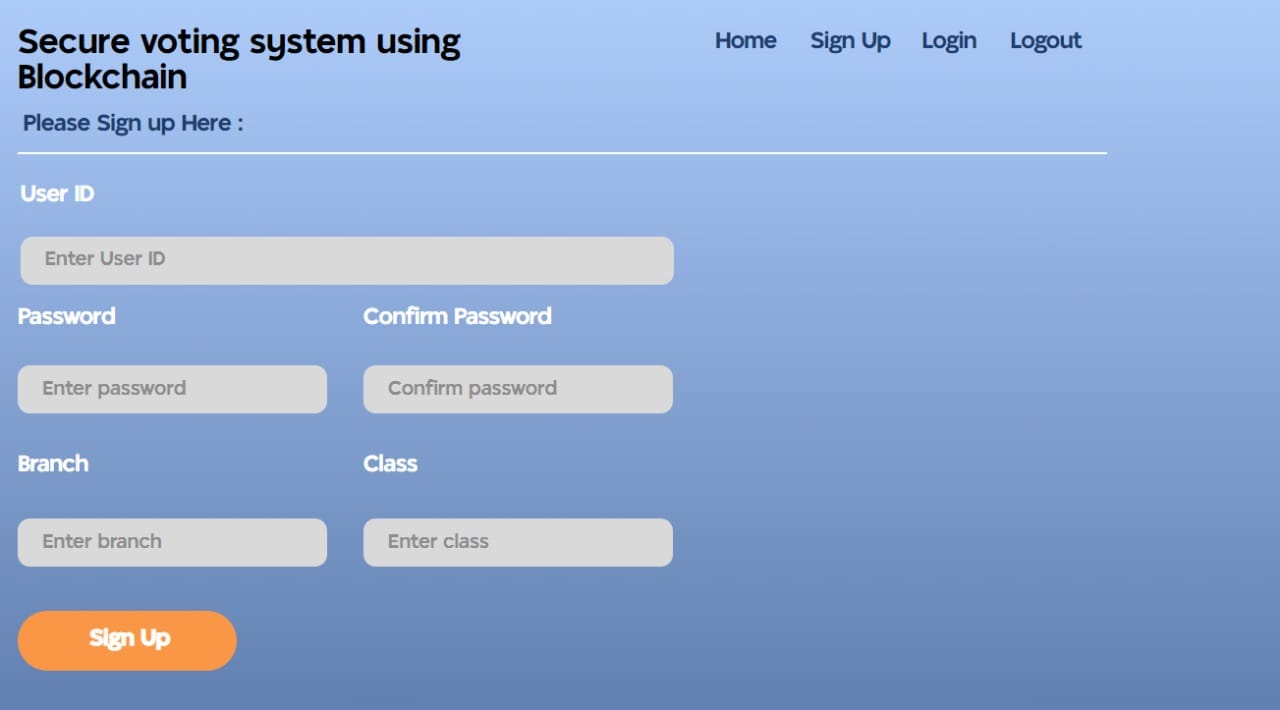 Secure voting system using
Blockchain
Home Sign Up Login Logout
Please Sign up Here :
User ID
Enter User ID
Password Confirm Password
Enter password Confirm password
Branch Class
Enter branch Enter class
Sign Up